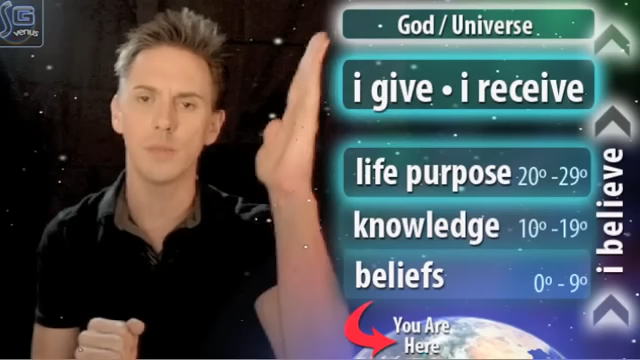 SG
venus
God / Universe
i give • i receive
life purpose 20º -29º
knowledge 10º -19º
beliefs 0º - 9º
i believe
You Are
Here